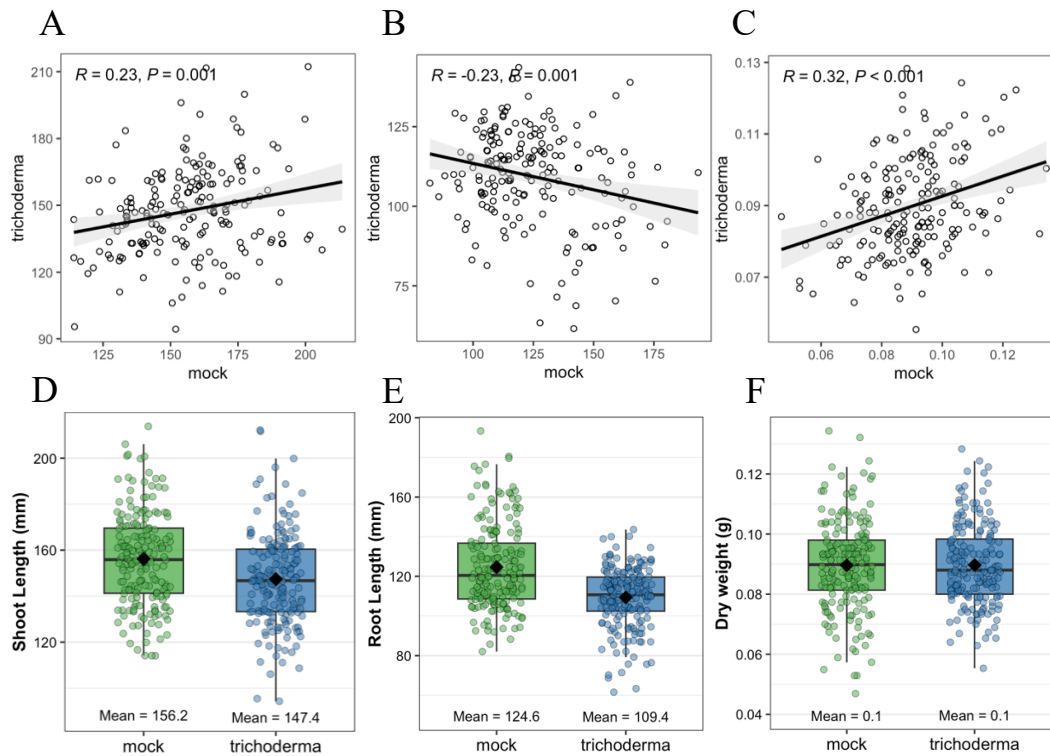 A
B
C
R = 0.23, P = 0.001
R = -0.23, P = 0.001
R = 0.32, P < 0.001
trichoderma
210
180
150
120
90
125
150
175
200
mock
trichoderma
125
100
75
100
125
150
175
mock
trichoderma
0.13
0.11
0.09
0.07
0.06
0.08
0.10
0.12
mock
D
E
F
Shoot Length (mm)
200
160
120
Mean = 156.2
Mean = 147.4
mock
trichoderma
Root Length (mm)
200
160
120
80
Mean = 124.6
Mean = 109.4
mock
trichoderma
Dry weight (g)
0.12
0.10
0.08
0.06
0.04
Mean = 0.1
Mean = 0.1
mock
trichoderma